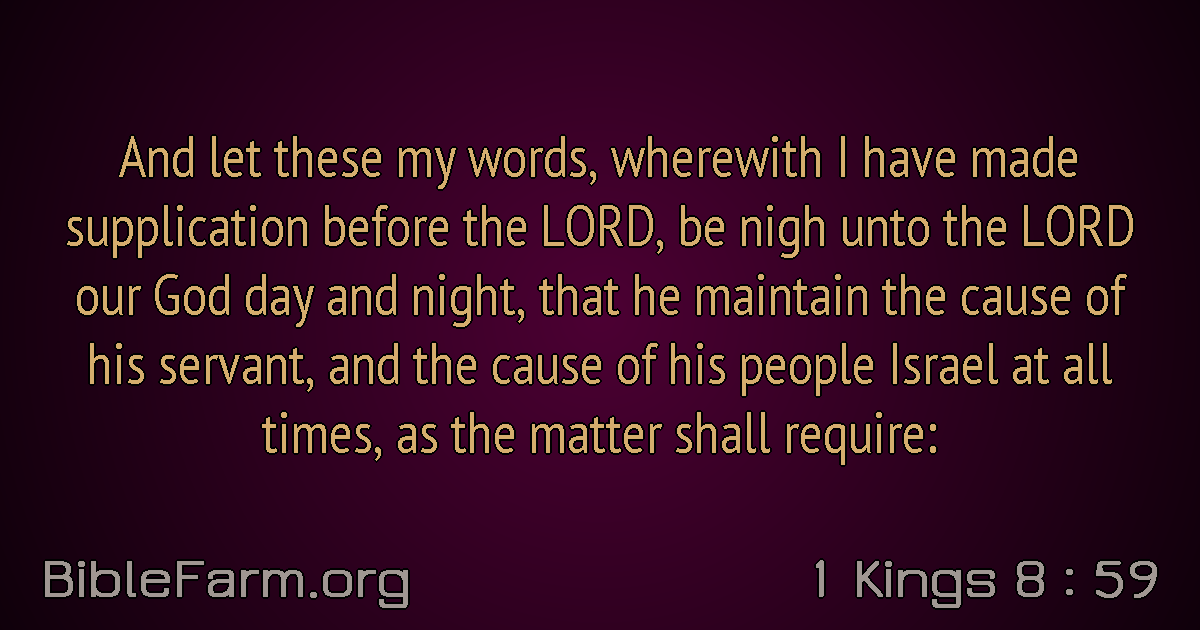 And let these my words, wherewith I have made
supplication before the LORD, be nigh unto the LORD
our God day and night, that he maintain the cause of
his servant, and the cause of his people Israel at all
times, as the matter shall require:
BibleFarm.org
1 Kings 8 : 59